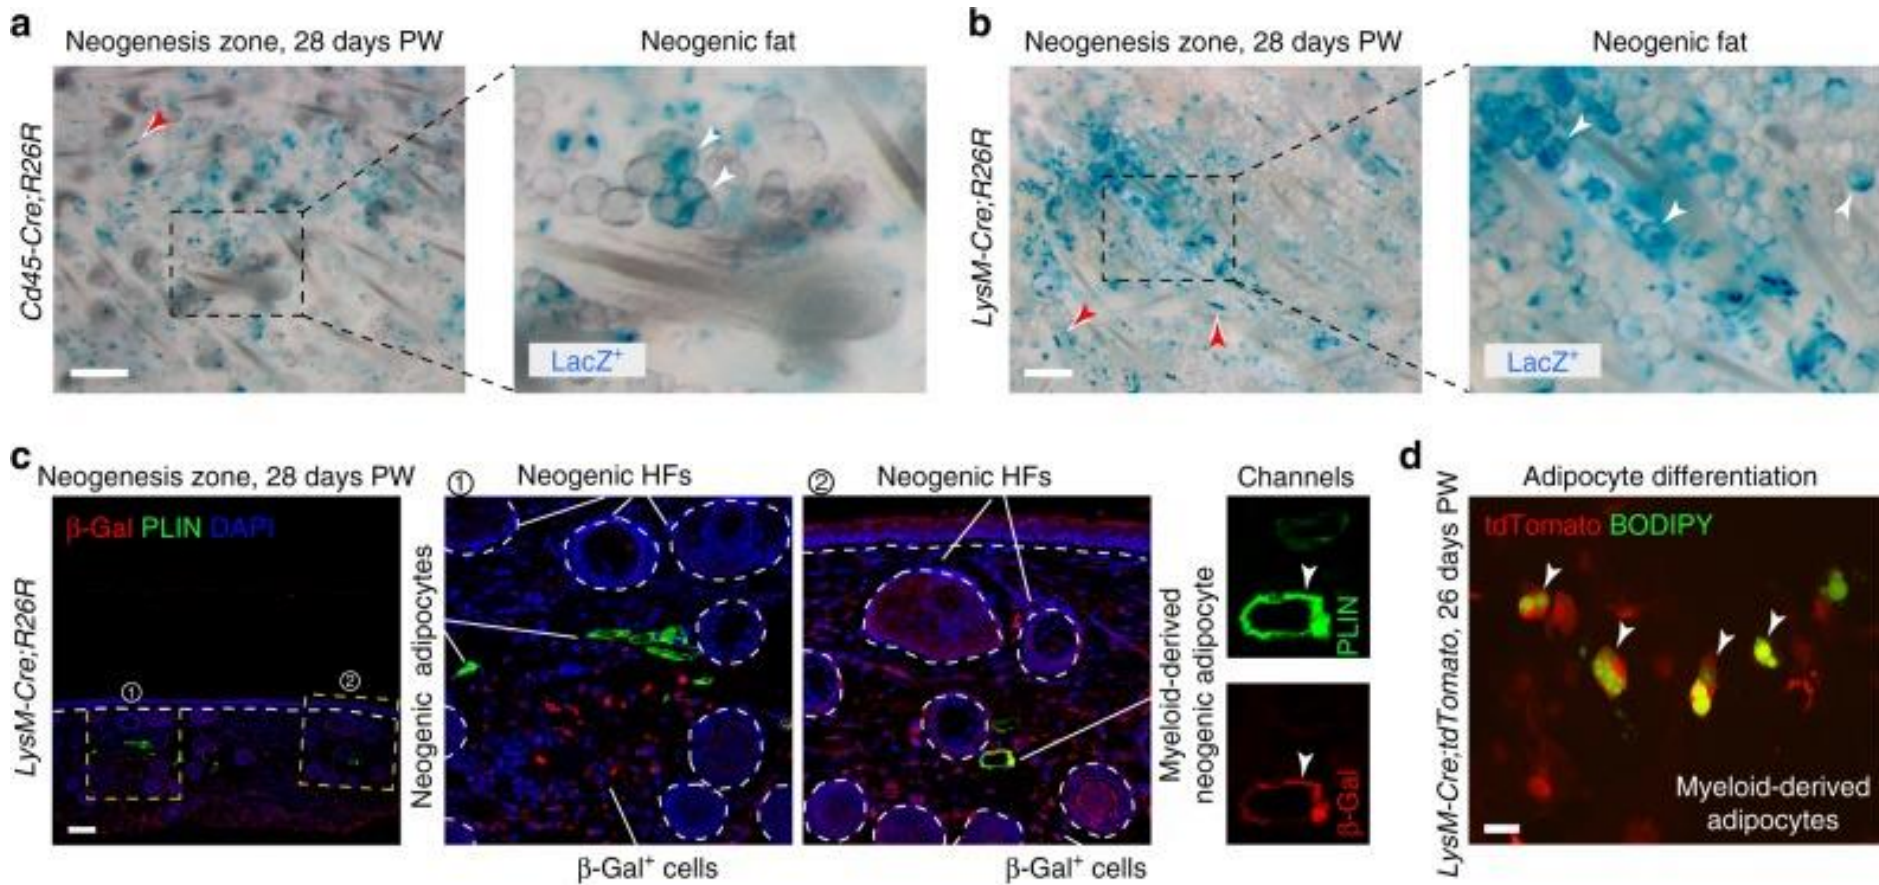 a
Neogenesis zone, 28 days PW
Neogenic fat
Cd45-Cre;R26R
LacZ⁺
b
Neogenesis zone, 28 days PW
Neogenic fat
LysM-Cre;R26R
LacZ⁺
c
Neogenesis zone, 28 days PW
LysM-Cre;R26R
β-Gal PLIN DAPI
①
②
Neogenic adipocytes
①
Neogenic HFs
β-Gal⁺ cells
②
Neogenic HFs
β-Gal⁺ cells
Myeloid-derived
neogenic adipocyte
Channels
PLIN
β-Gal
d
LysM-Cre;tdTomato, 26 days PW
Adipocyte differentiation
tdTomato BODIPY
Myeloid-derived
adipocytes